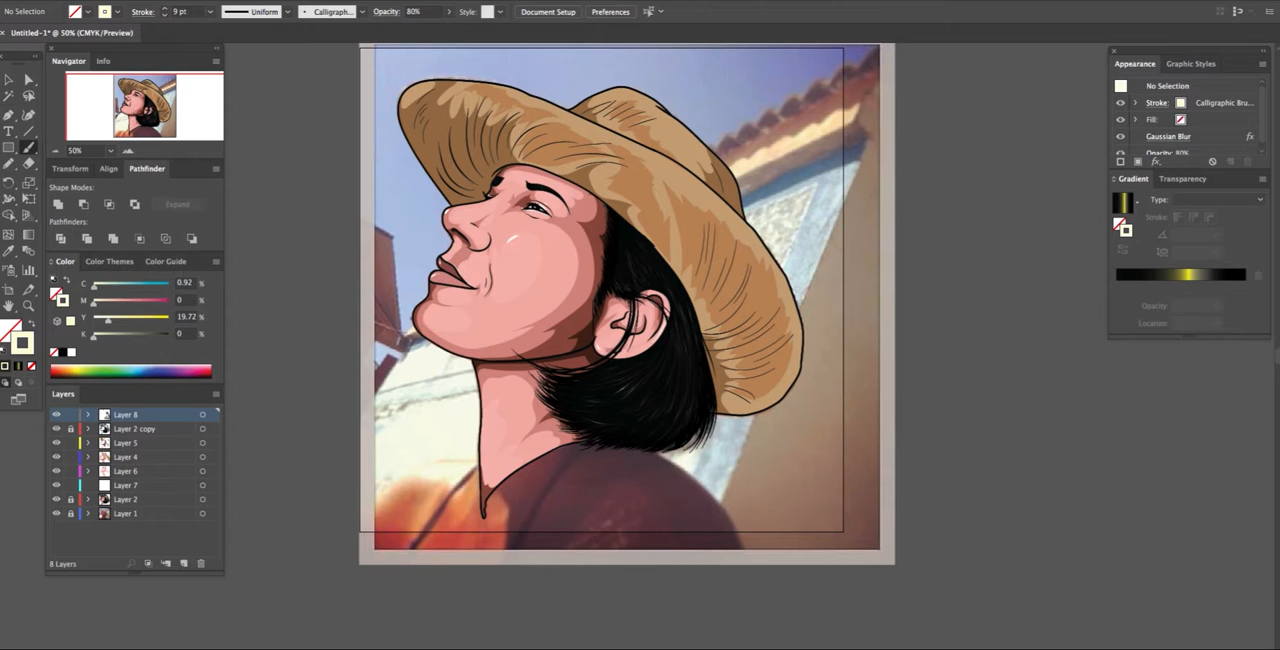 No Selection Stroke: 9 pt Uniform Calligraph... Opacity: 80% Style: Document Setup Preferences
Untitled-1* @ 50% (CMYK/Preview)
Navigator Info
50%
Transform Align Pathfinder
Shape Modes:
Expand
Pathfinders:
Color Color Themes Color Guide
C 0.92 %
M 0 %
Y 19.72 %
K 0 %
Layers
Layer 8
Layer 2 copy
Layer 5
Layer 4
Layer 6
Layer 7
Layer 2
Layer 1
8 Layers
Appearance Graphic Styles
No Selection
Stroke: Calligraphic Bru...
Fill:
Gaussian Blur fx
Opacity: 80%
fx
Gradient Transparency
Type:
Stroke:
Opacity:
Location: